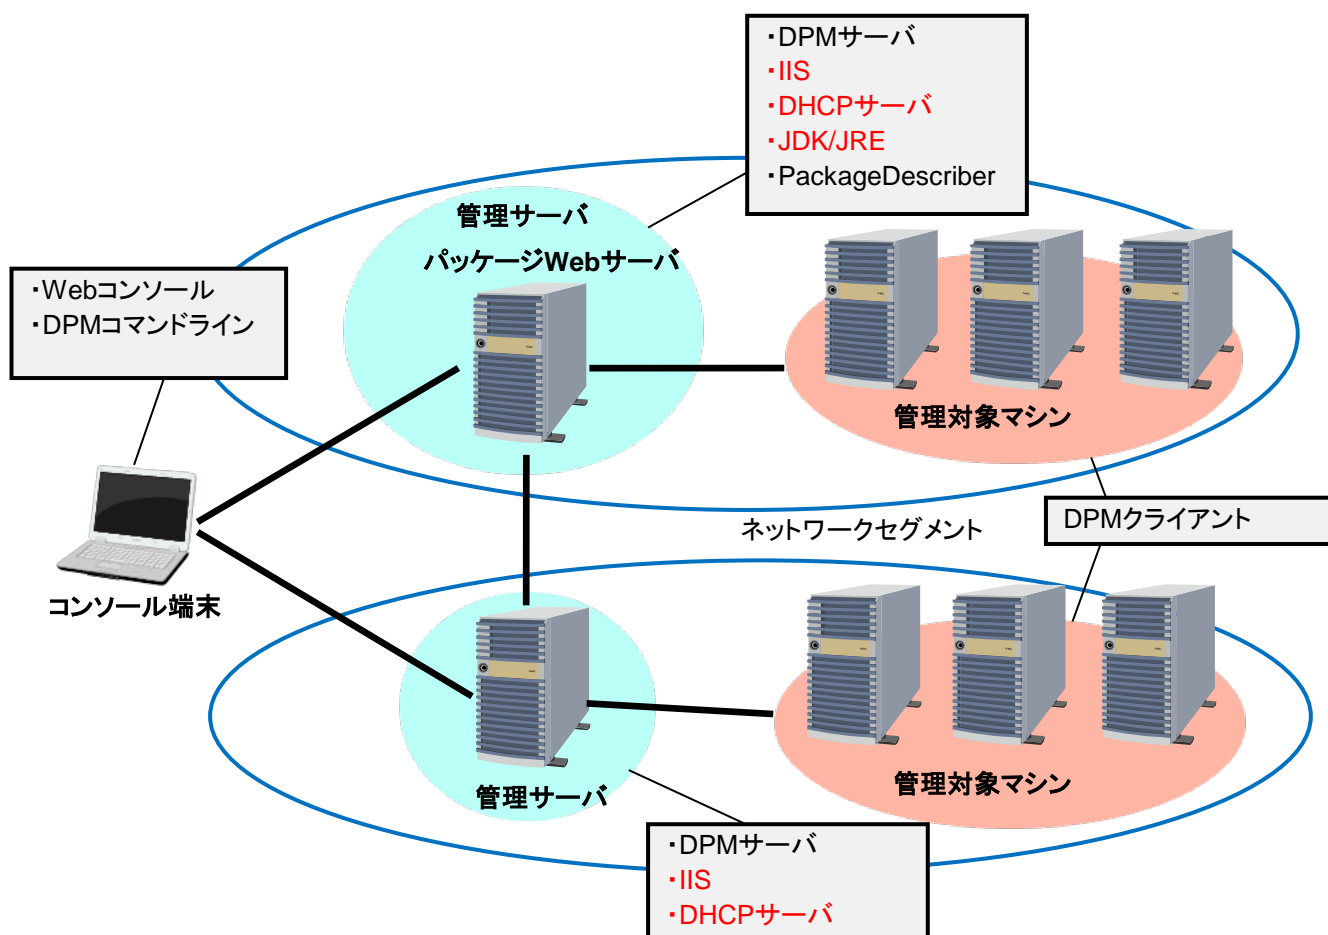 ・DPMサーバ
・IIS
・DHCPサーバ
・JDK/JRE
・PackageDescriber
管理サーバ
パッケージWebサーバ
・Webコンソール
・DPMコマンドライン
管理対象マシン
ネットワークセグメント
DPMクライアント
コンソール端末
管理サーバ
管理対象マシン
・DPMサーバ
・IIS
・DHCPサーバ